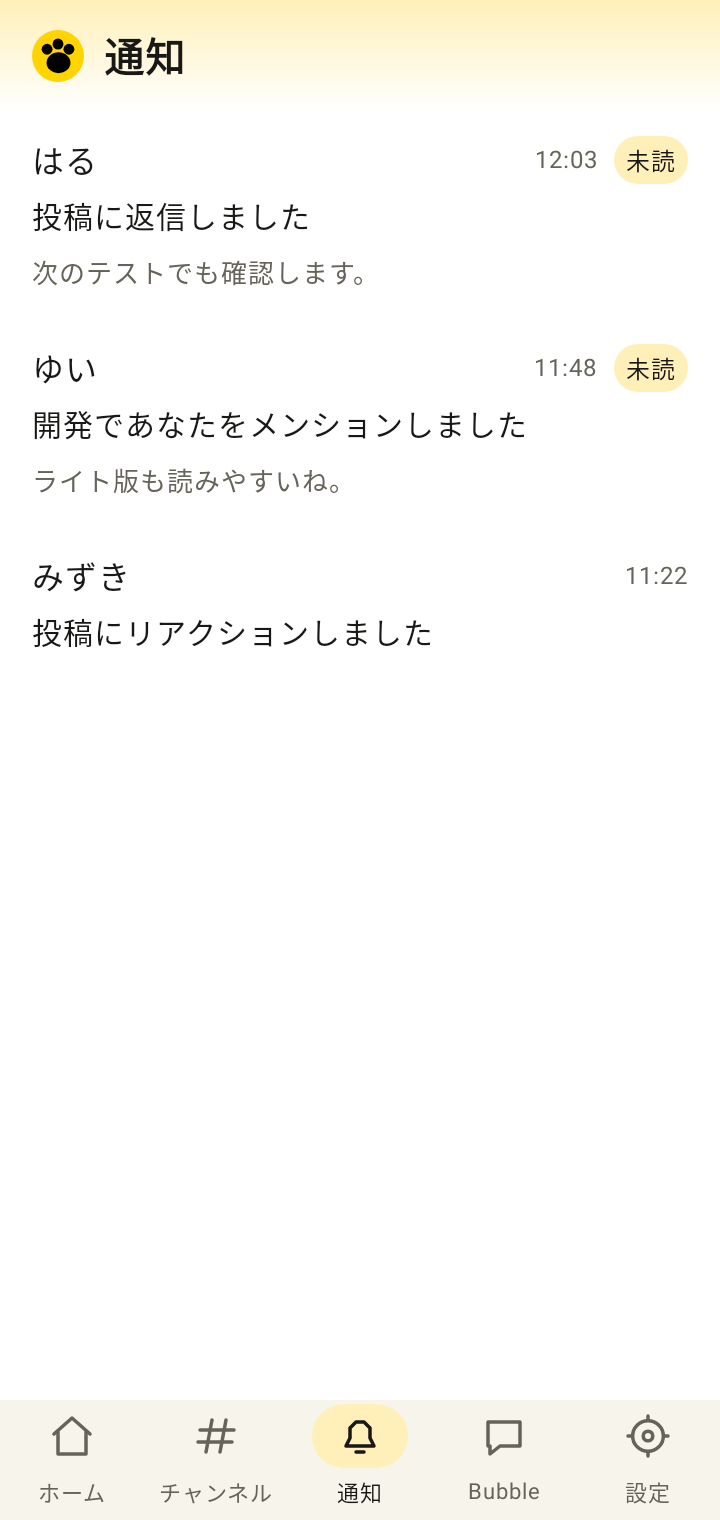 通知
はる 12:03 未読
投稿に返信しました
次のテストでも確認します。
ゆい 11:48 未読
開発であなたをメンションしました
ライト版も読みやすいね。
みずき 11:22
投稿にリアクションしました
ホーム チャンネル 通知 Bubble 設定